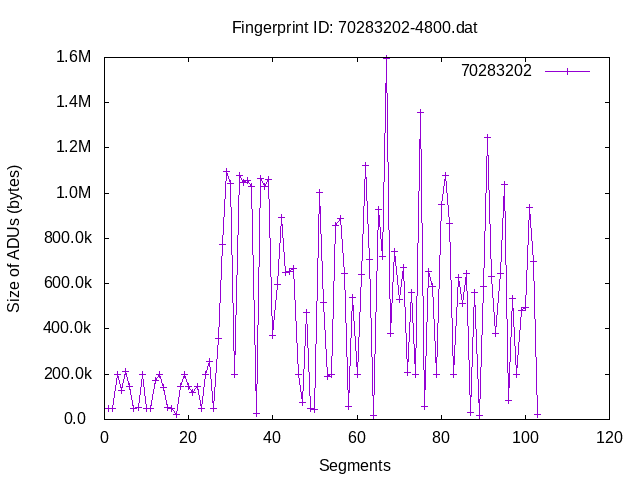 Fingerprint ID: 70283202-4800.dat
70283202
Size of ADUs (bytes)
1.6M
1.4M
1.2M
1.0M
800.0k
600.0k
400.0k
200.0k
0.0
0 20 40 60 80 100 120
Segments